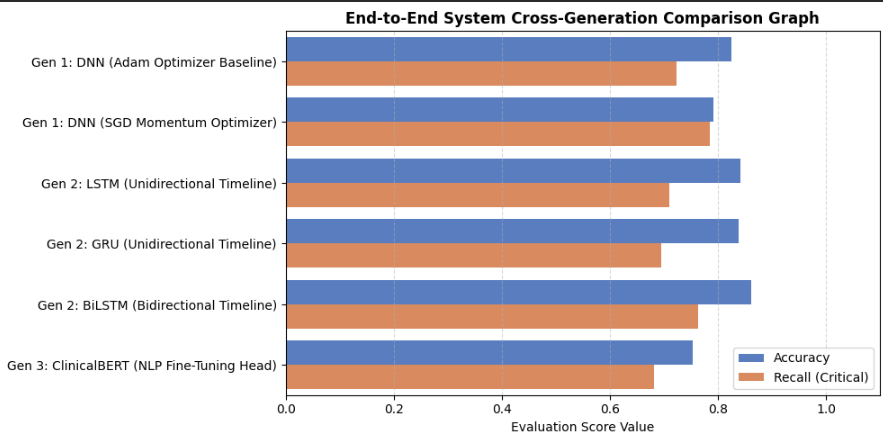 End-to-End System Cross-Generation Comparison Graph
Gen 1: DNN (Adam Optimizer Baseline)
Gen 1: DNN (SGD Momentum Optimizer)
Gen 2: LSTM (Unidirectional Timeline)
Gen 2: GRU (Unidirectional Timeline)
Gen 2: BiLSTM (Bidirectional Timeline)
Gen 3: ClinicalBERT (NLP Fine-Tuning Head)
Accuracy
Recall (Critical)
0.0 0.2 0.4 0.6 0.8 1.0
Evaluation Score Value